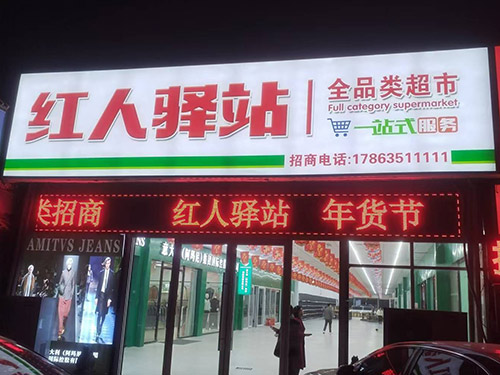 红人驿站
全品类超市
Full category supermarket
一站式服务
招商电话:17863511111
类招商 红人驿站 年货节
AMITVS JEANS